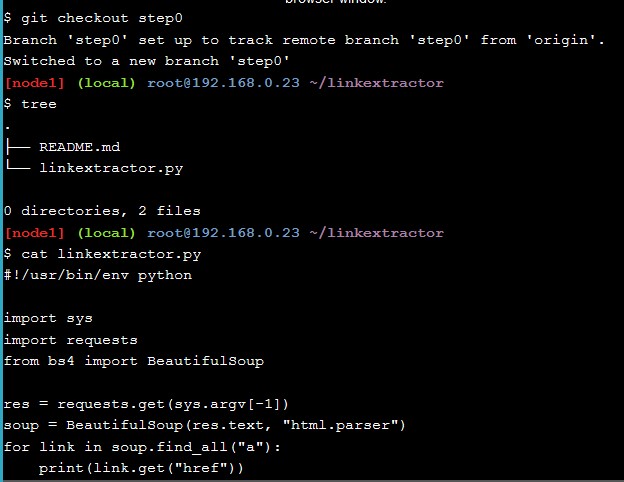 browser window.
$ git checkout step0
Branch 'step0' set up to track remote branch 'step0' from 'origin'.
Switched to a new branch 'step0'
[node1] (local) root@192.168.0.23 ~/linkextractor
$ tree
.
├── README.md
└── linkextractor.py

0 directories, 2 files
[node1] (local) root@192.168.0.23 ~/linkextractor
$ cat linkextractor.py
#!/usr/bin/env python

import sys
import requests
from bs4 import BeautifulSoup

res = requests.get(sys.argv[-1])
soup = BeautifulSoup(res.text, "html.parser")
for link in soup.find_all("a"):
    print(link.get("href"))